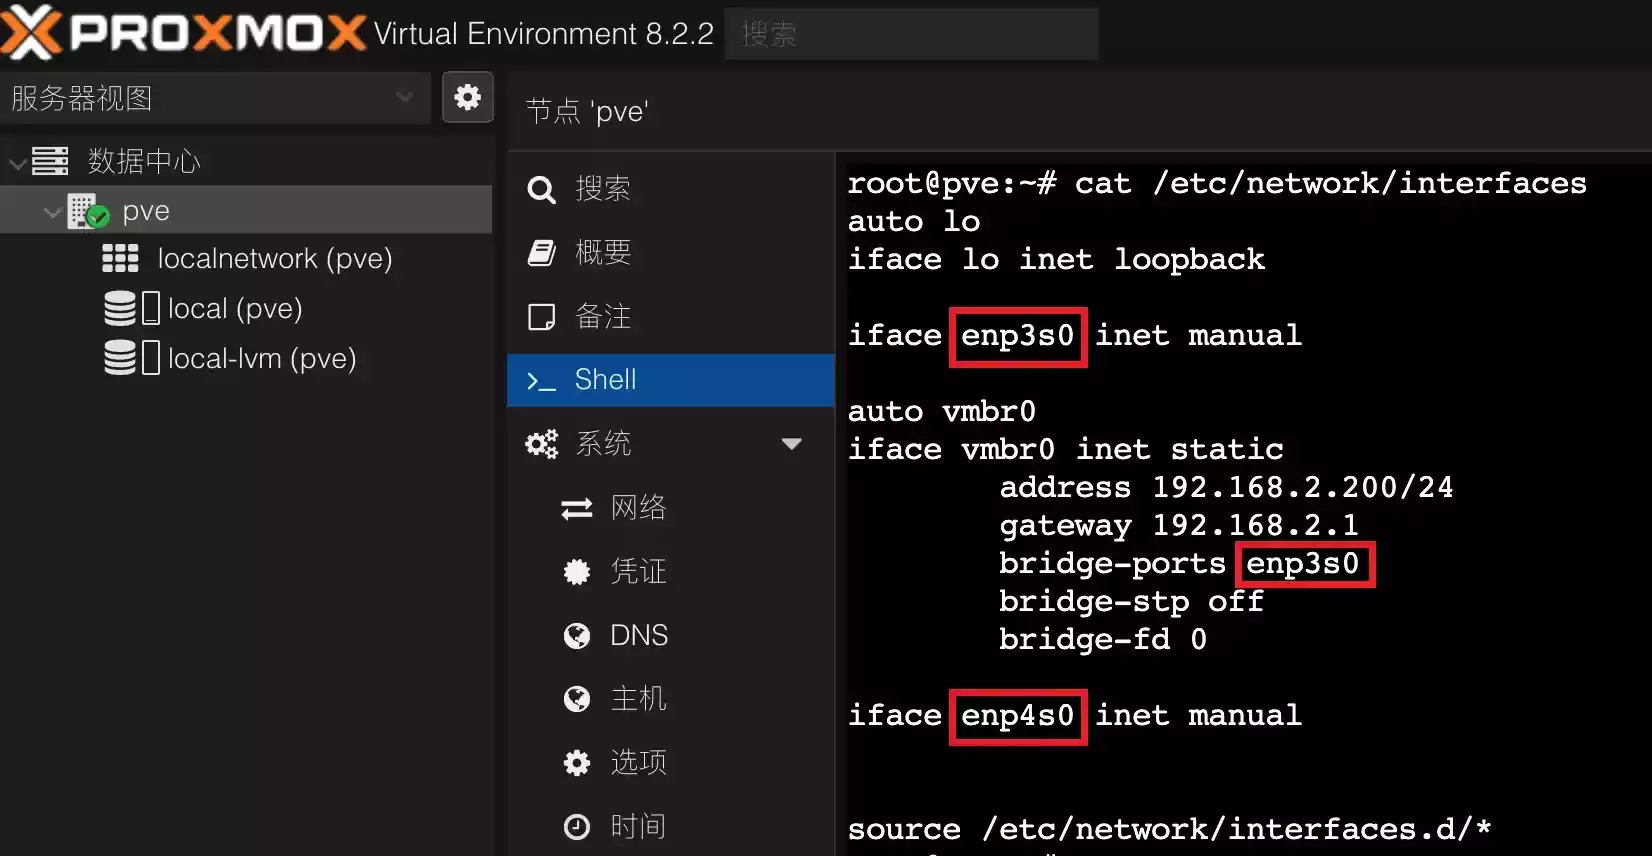 PROXMOX Virtual Environment 8.2.2 搜索
服务器视图
数据中心
pve
localnetwork (pve)
local (pve)
local-lvm (pve)
节点 'pve'
搜索
概要
备注
Shell
系统
网络
凭证
DNS
主机
选项
时间
root@pve:~# cat /etc/network/interfaces
auto lo
iface lo inet loopback
iface enp3s0 inet manual
auto vmbr0
iface vmbr0 inet static
address 192.168.2.200/24
gateway 192.168.2.1
bridge-ports enp3s0
bridge-stp off
bridge-fd 0
iface enp4s0 inet manual
source /etc/network/interfaces.d/*